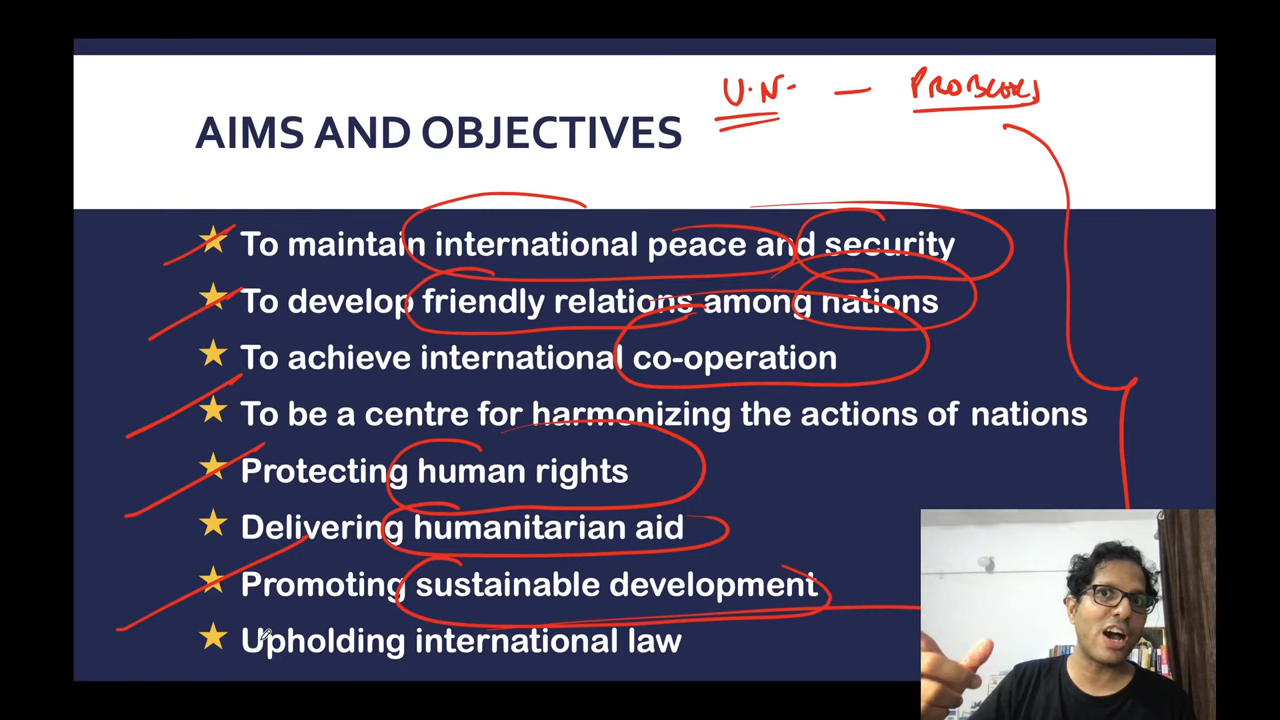 U.N. — PROBLEMS
AIMS AND OBJECTIVES
To maintain international peace and security
To develop friendly relations among nations
To achieve international co-operation
To be a centre for harmonizing the actions of nations
Protecting human rights
Delivering humanitarian aid
Promoting sustainable development
Upholding international law